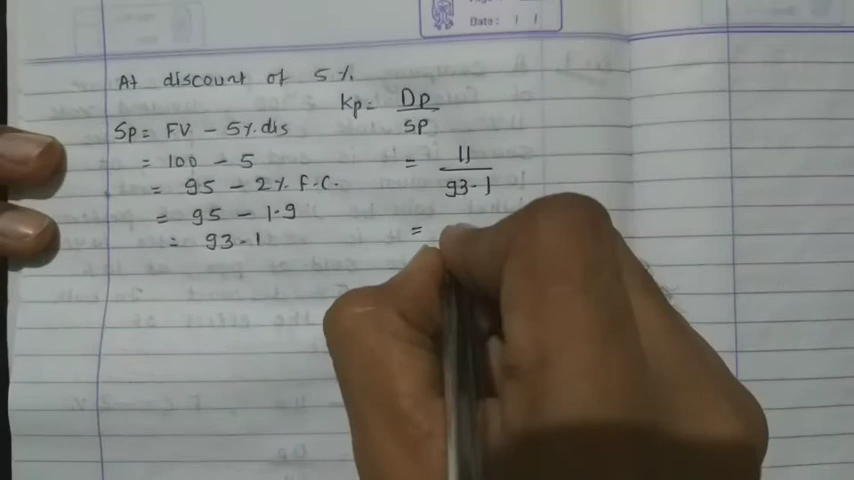 Date:
At discount of 5%.
Kp = Dp
Sp
Sp = FV - 5%.dis
= 100 - 5
= 11
93.1
= 95 - 2% F.C.
= 95 - 1.9
= 93.1
=